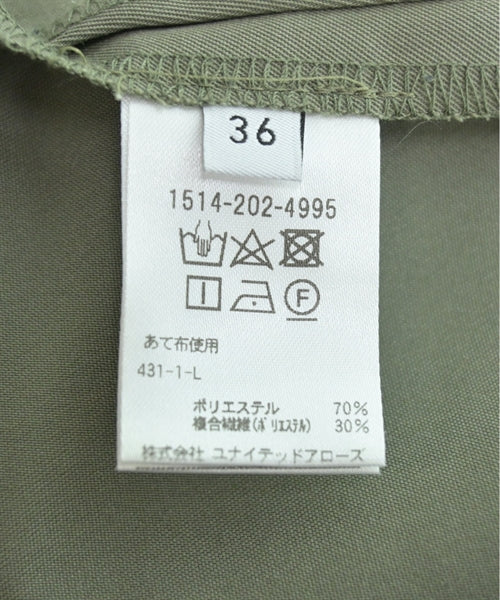 36
1514-202-4995
F
あて布使用
431-1-L
ポリエステル 70%
複合繊維(ポリエステル) 30%
株式会社 ユナイテッドアローズ